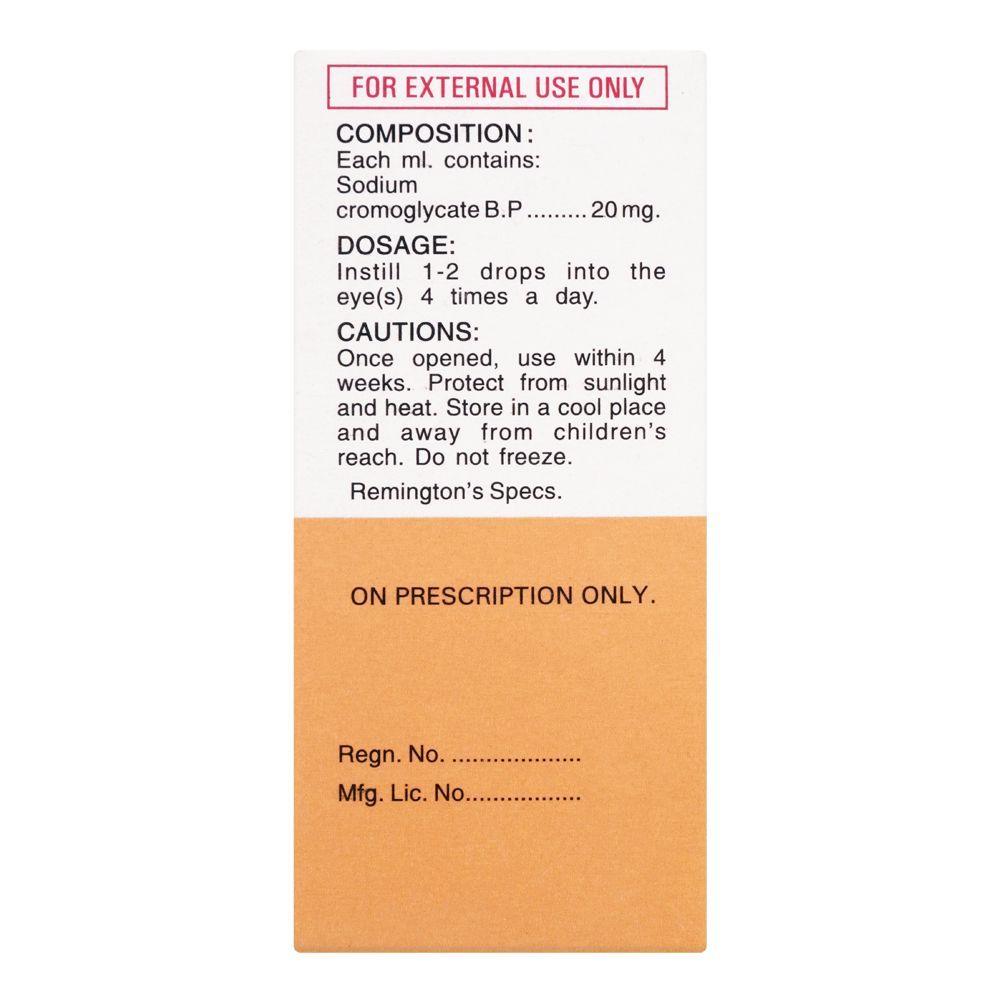 FOR EXTERNAL USE ONLY
COMPOSITION :
Each ml. contains:
Sodium
cromoglycate B.P ......... 20 mg.
DOSAGE:
Instill 1-2 drops into the
eye(s) 4 times a day.
CAUTIONS:
Once opened, use within 4
weeks. Protect from sunlight
and heat. Store in a cool place
and away from children's
reach. Do not freeze.
Remington's Specs.
ON PRESCRIPTION ONLY.
Regn. No. ...................
Mfg. Lic. No.................